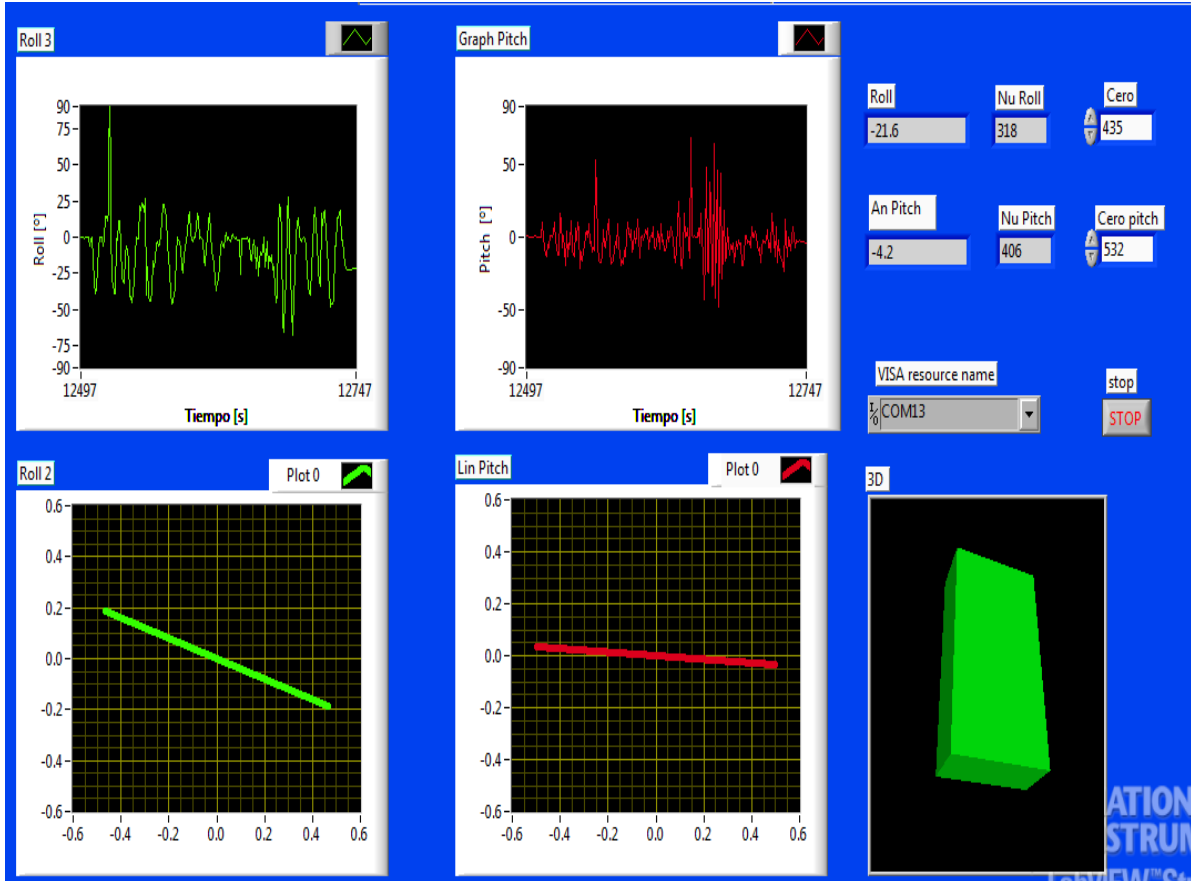 Roll 3
90
75
50
25
0
-25
-50
-75
-90
Roll [º]
12497
12747
Tiempo [s]
Graph Pitch
90
50
0
-50
-90
Pitch [º]
12497
12747
Tiempo [s]
Roll
-21.6
Nu Roll
318
Cero
435
An Pitch
-4.2
Nu Pitch
406
Cero pitch
532
VISA resource name
COM13
stop
STOP
Roll 2
Plot 0
0.6
0.4
0.2
0.0
-0.2
-0.4
-0.6
-0.6 -0.4 -0.2 0.0 0.2 0.4 0.6
Lin Pitch
Plot 0
0.6
0.4
0.2
0.0
-0.2
-0.4
-0.6
-0.6 -0.4 -0.2 0.0 0.2 0.4 0.6
3D
ATION
STRUM